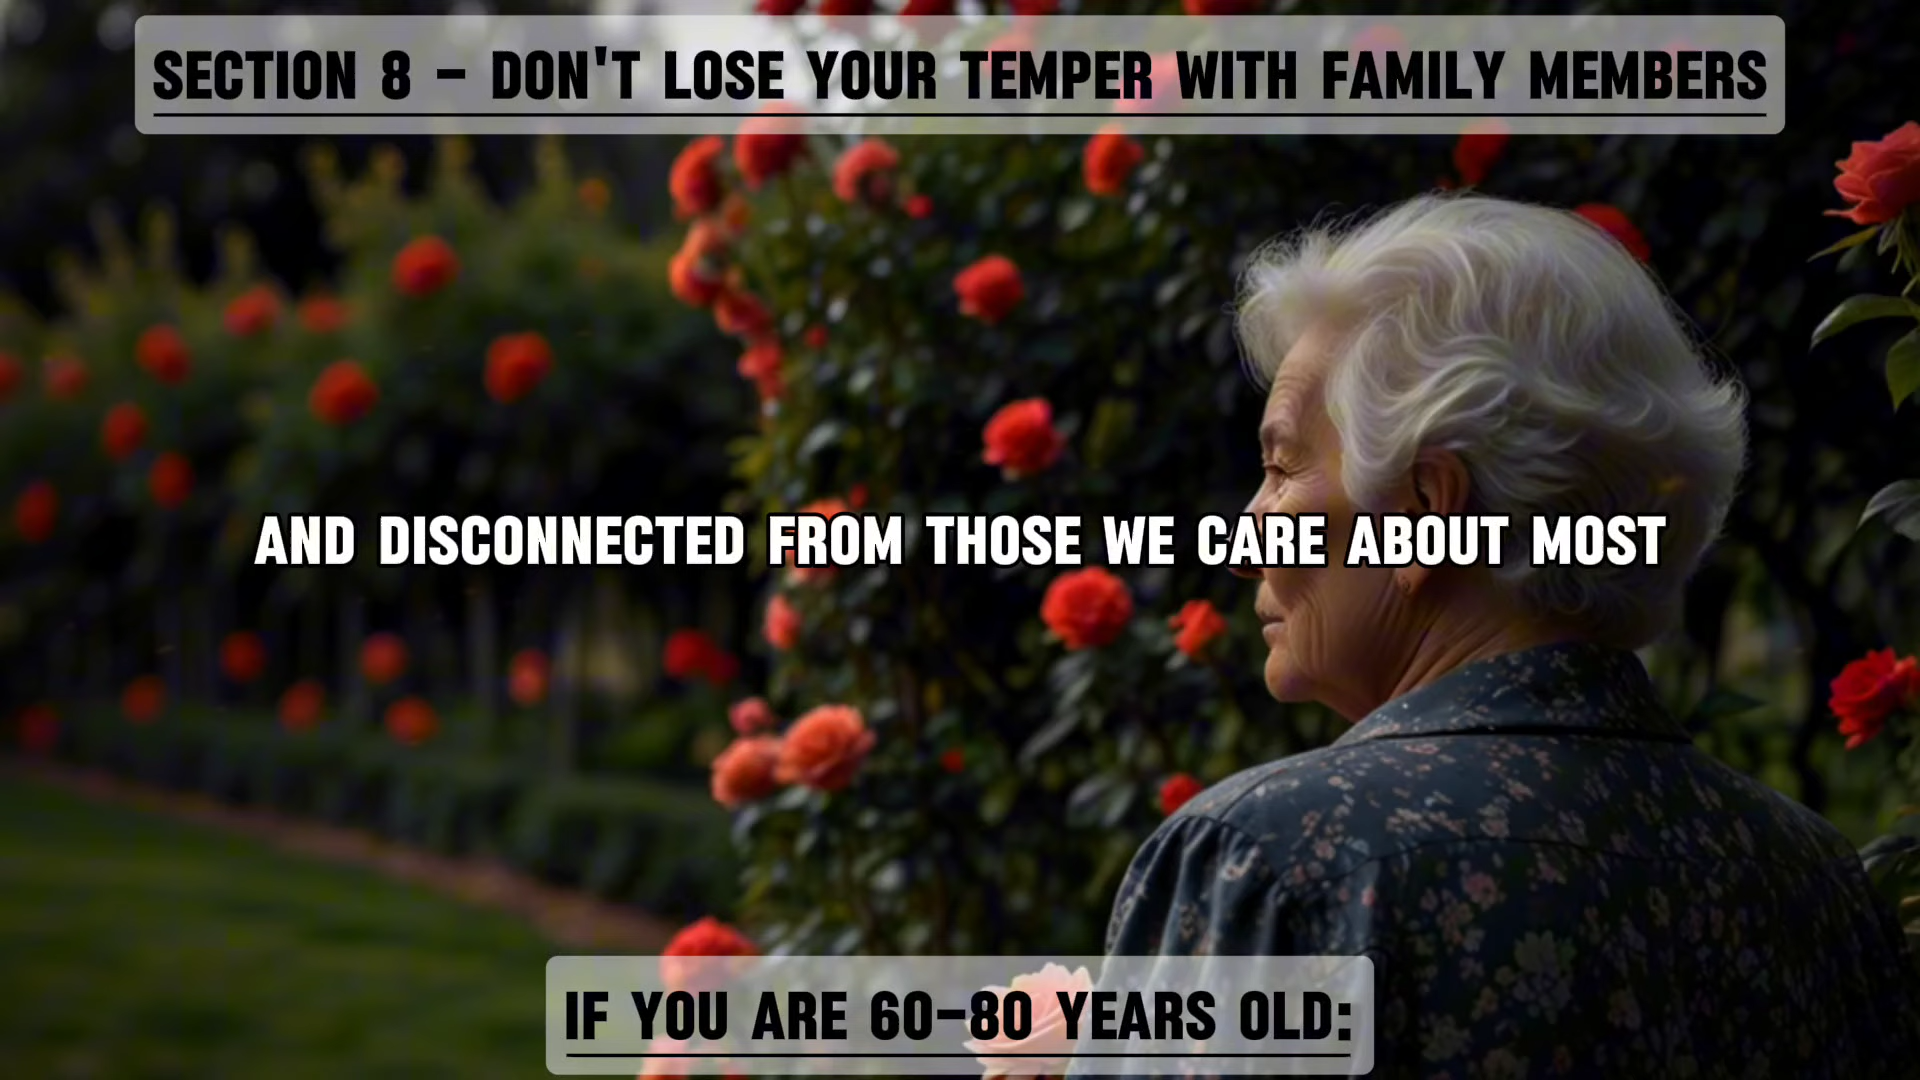 SECTION 8 - DON'T LOSE YOUR TEMPER WITH FAMILY MEMBERS
AND DISCONNECTED FROM THOSE WE CARE ABOUT MOST
IF YOU ARE 60-80 YEARS OLD: